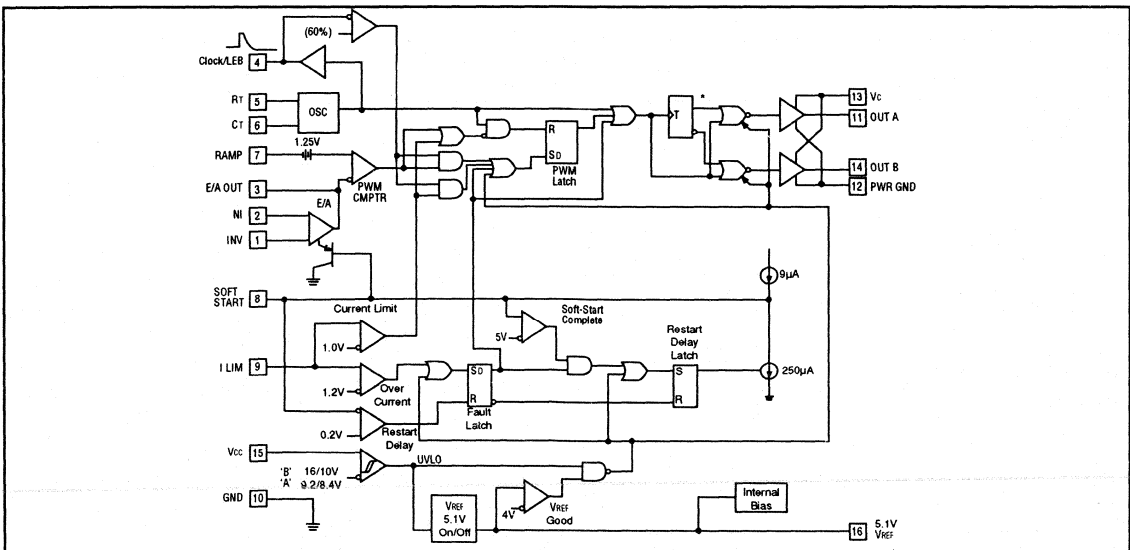 (60%)
Clock/LEB 4
RT 5
CT 6
OSC
1.25V
RAMP 7
E/A OUT 3
PWM
CMPTR
NI 2
E/A
INV 1
R
SD
PWM
Latch
T
*
13 Vc
11 OUT A
14 OUT B
12 PWR GND
9µA
SOFT
START 8
Current Limit
1.0V
Soft-Start
Complete
5V
Restart
Delay
Latch
I LIM 9
1.2V
Over
Current
SD
R
Fault
Latch
S
R
250µA
0.2V
Restart
Delay
Vcc 15
'B' 16/10V
'A' 9.2/8.4V
UVLO
GND 10
VREF
5.1V
On/Off
4V
VREF
Good
Internal
Bias
16 5.1V
VREF